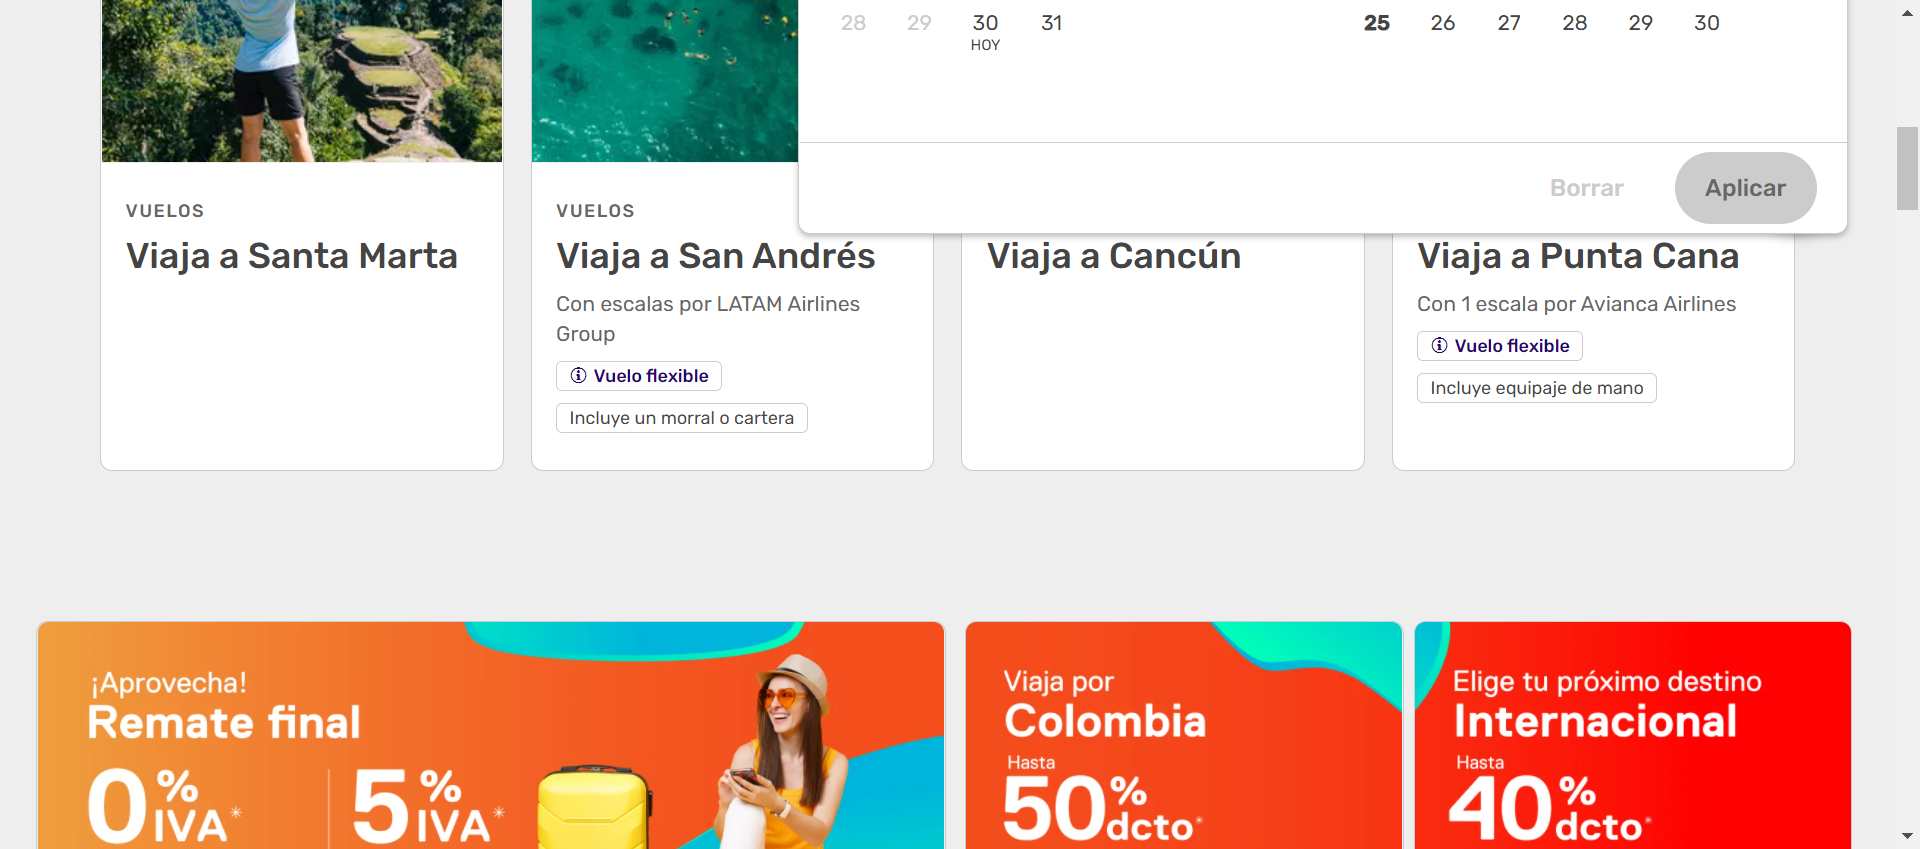 28 29 30 31
HOY
25 26 27 28 29 30
Borrar
Aplicar
VUELOS
Viaja a Santa Marta
VUELOS
Viaja a San Andrés
Con escalas por LATAM Airlines
Group
Vuelo flexible
Incluye un morral o cartera
Viaja a Cancún
Viaja a Punta Cana
Con 1 escala por Avianca Airlines
Vuelo flexible
Incluye equipaje de mano
¡Aprovecha!
Remate final
0% IVA*
5% IVA*
Viaja por
Colombia
Hasta
50% dcto*
Elige tu próximo destino
Internacional
Hasta
40% dcto*